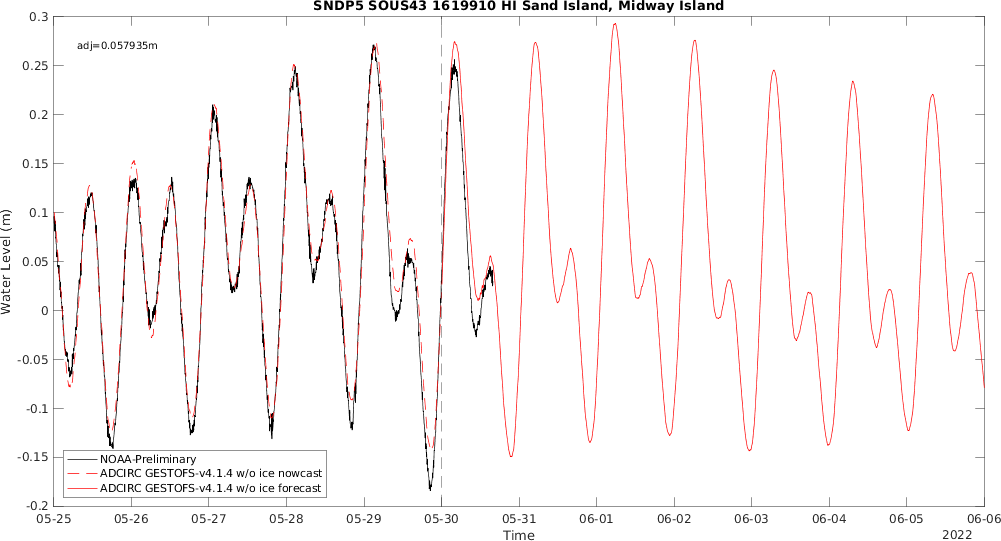 SNDP5 SOUS43 1619910 HI Sand Island, Midway Island
adj=0.057935m
0.3
0.25
0.2
0.15
0.1
0.05
0
-0.05
-0.1
-0.15
-0.2
Water Level (m)
NOAA-Preliminary
ADCIRC GESTOFS-v4.1.4 w/o ice nowcast
ADCIRC GESTOFS-v4.1.4 w/o ice forecast
05-25 05-26 05-27 05-28 05-29 05-30 05-31 06-01 06-02 06-03 06-04 06-05 06-06
Time
2022